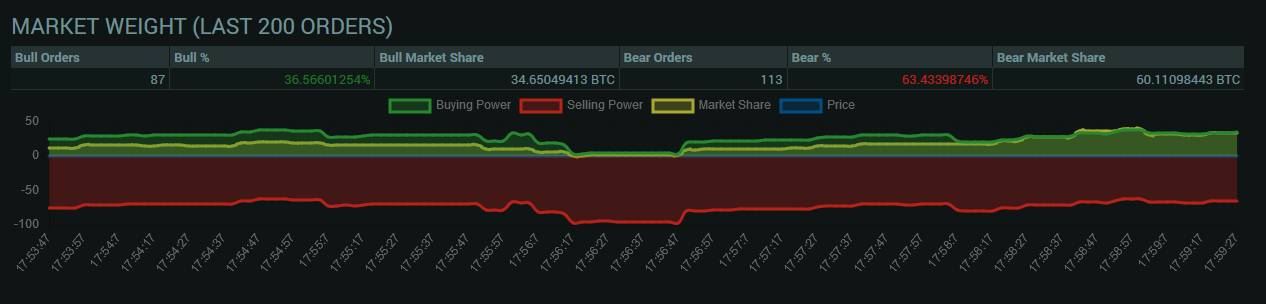 MARKET WEIGHT (LAST 200 ORDERS)
Bull Orders Bull % Bull Market Share Bear Orders Bear % Bear Market Share
87 36.56601254% 34.65049413 BTC 113 63.43398746% 60.11098443 BTC
Buying Power Selling Power Market Share Price
50
0
-50
-100
17:53:47 17:53:57 17:54:7 17:54:17 17:54:27 17:54:37 17:54:47 17:54:57 17:55:7 17:55:17 17:55:27 17:55:37 17:55:47 17:55:57 17:56:7 17:56:17 17:56:27 17:56:37 17:56:47 17:56:57 17:57:7 17:57:17 17:57:27 17:57:37 17:57:47 17:57:57 17:58:7 17:58:17 17:58:27 17:58:37 17:58:47 17:58:57 17:59:7 17:59:17 17:59:27